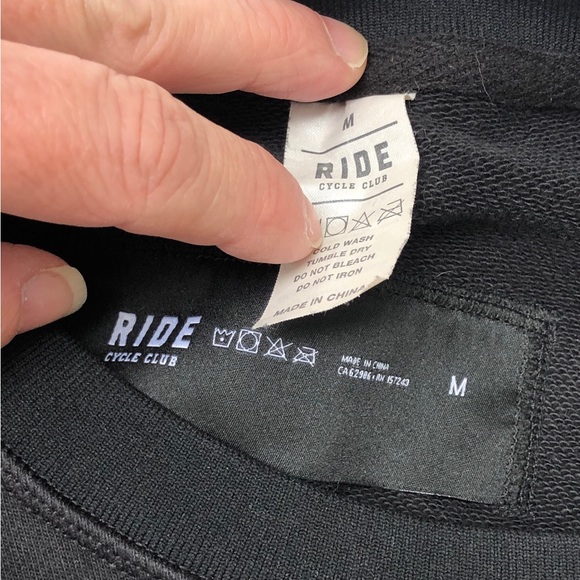 M
RIDE
CYCLE CLUB
COLD WASH
TUMBLE DRY
DO NOT BLEACH
DO NOT IRON
MADE IN CHINA
RIDE
CYCLE CLUB
MADE IN CHINA
CA 62986 • RN 157243
M